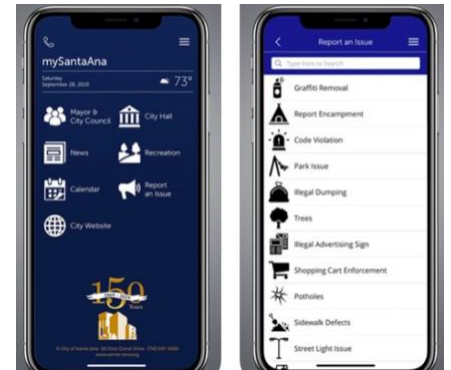 mySantaAna
Saturday
September 28, 2019
73°
Mayor &
City Council
City Hall
News
Recreation
Calendar
Report
an Issue
City Website
150
Years
Report an Issue
Type here to Search
Graffiti Removal
Report Encampment
Code Violation
Park Issue
Illegal Dumping
Trees
Illegal Advertising Sign
Shopping Cart Enforcement
Potholes
Sidewalk Defects
Street Light Issue